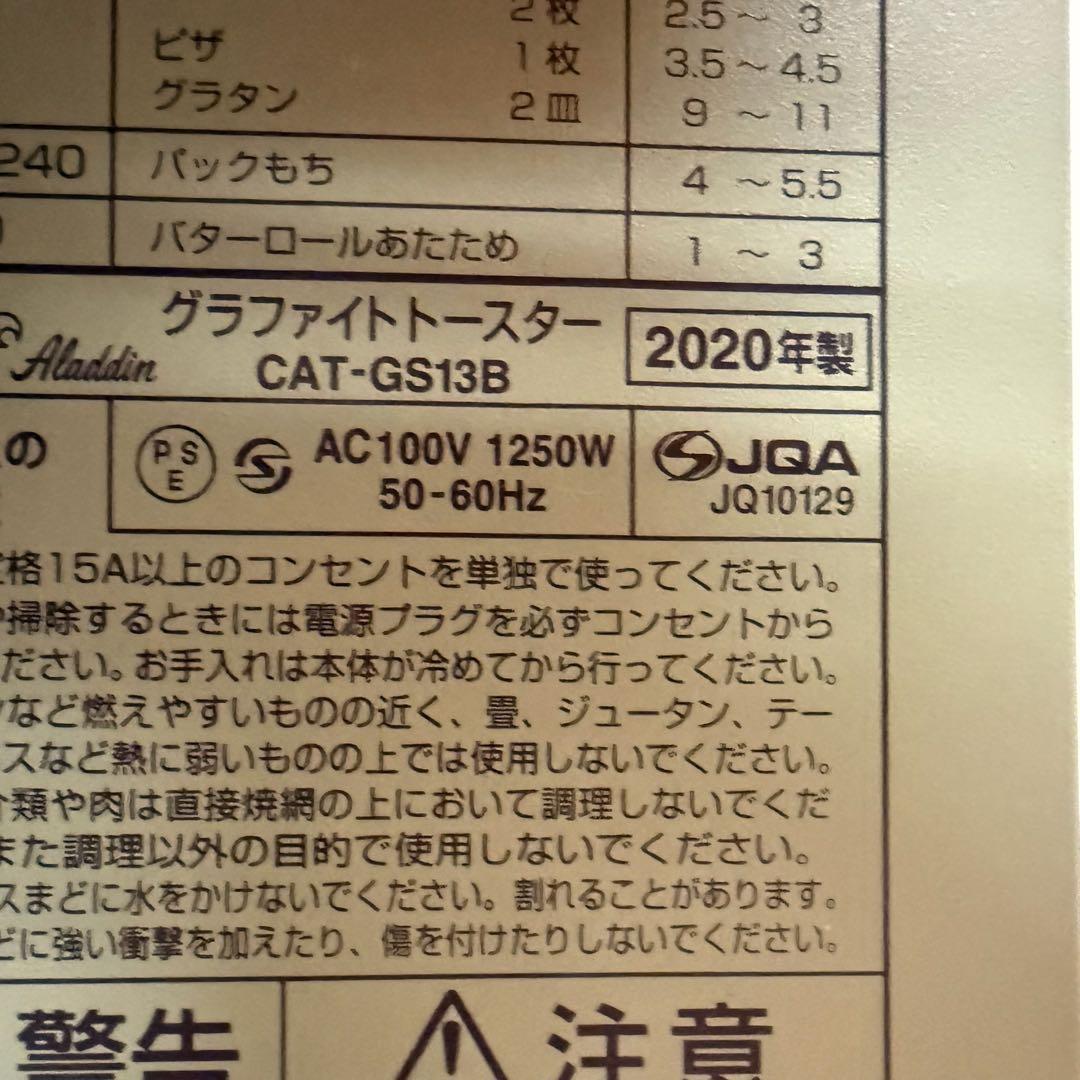 2枚 2.5～ 3
ピザ 1枚 3.5～4.5
グラタン 2皿 9 ～11
240 パックもち 4 ～5.5
バターロールあたため 1 ～ 3
Aladdin グラファイトトースター
CAT-GS13B 2020年製
の PSE AC100V 1250W JQA
50-60Hz JQ10129
格15A以上のコンセントを単独で使ってください。
掃除するときには電源プラグを必ずコンセントから
ださい。お手入れは本体が冷めてから行ってください。
など燃えやすいものの近く、畳、ジュータン、テー
スなど熱に弱いものの上では使用しないでください。
類や肉は直接焼網の上において調理しないでくだ
また調理以外の目的で使用しないでください。
スまどに水をかけないでください。割れることがあります。
どに強い衝撃を加えたり、傷を付けたりしないでください。
警告 注意